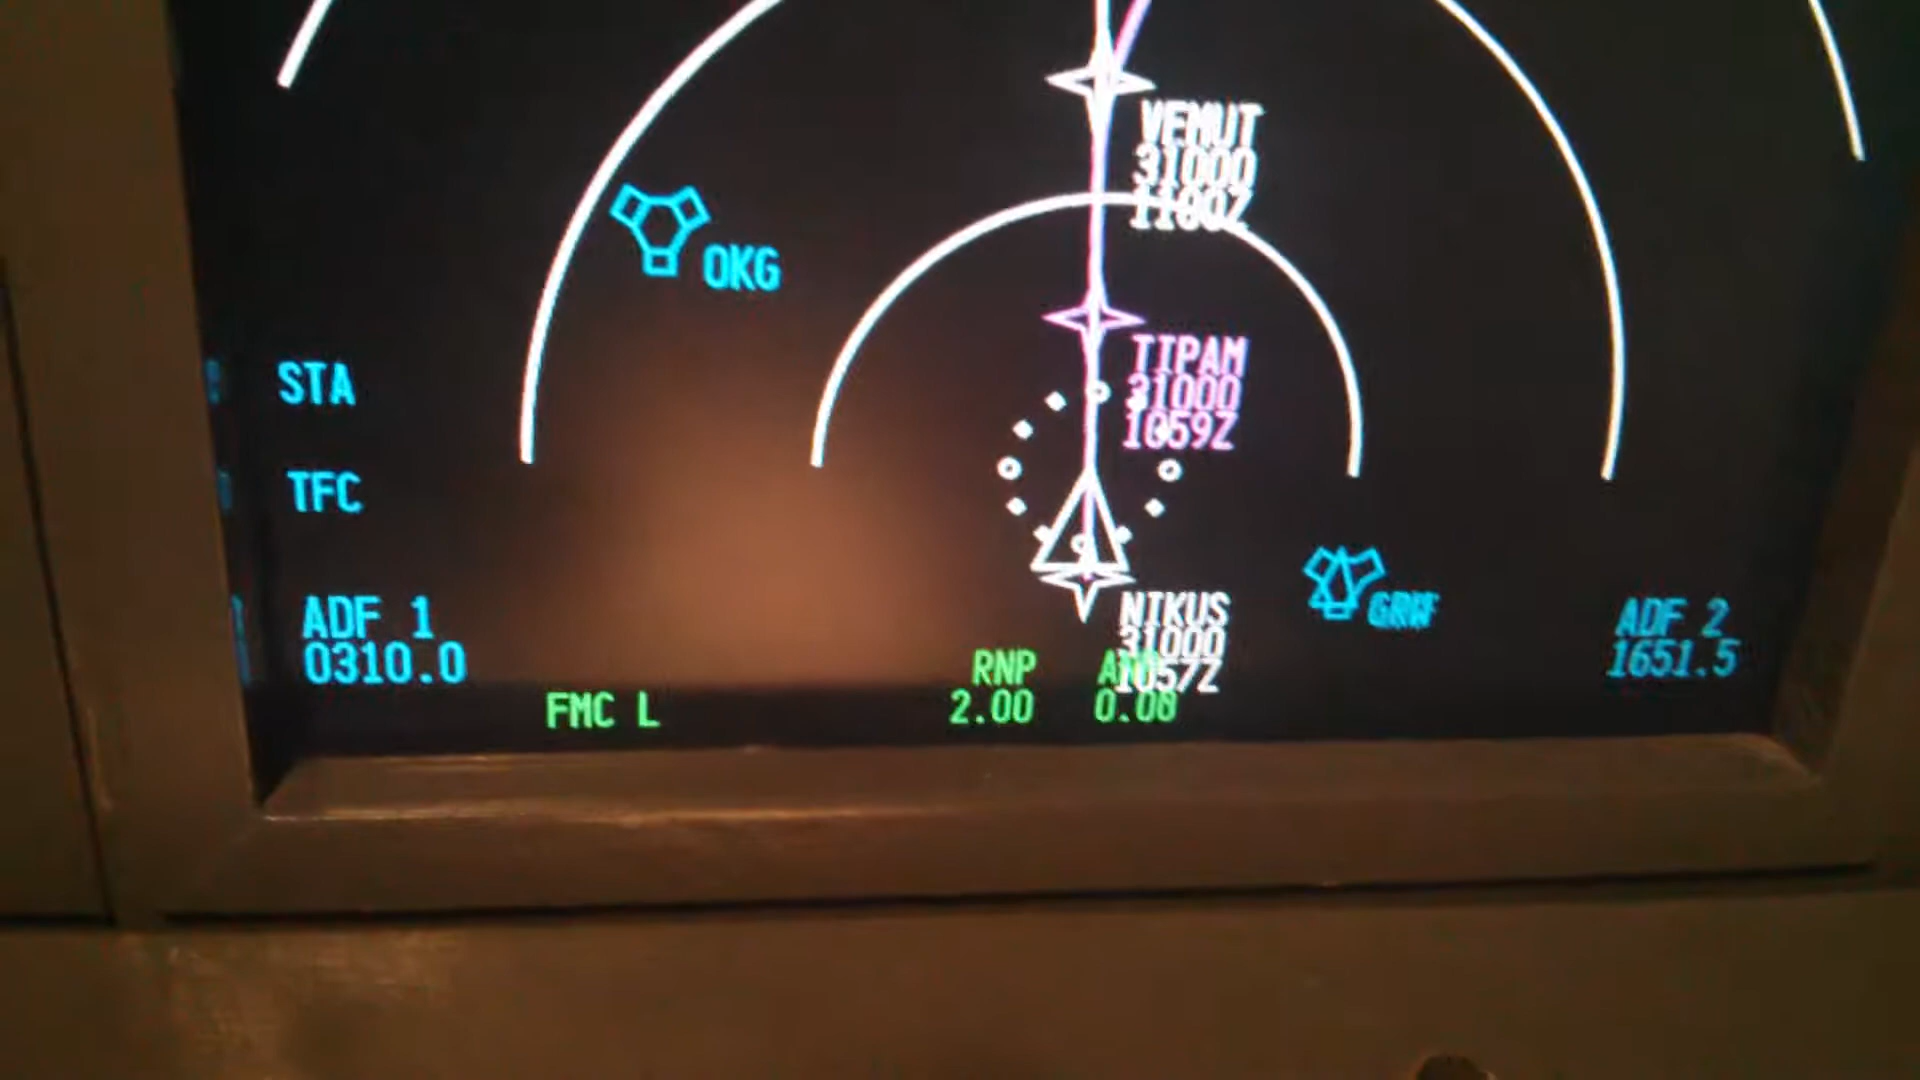 VEMUT
31000
1100Z
OKG
TIPAM
31000
1059Z
STA
TFC
NIKUS
31000
1057Z
GRW
ADF 1
0310.0
ADF 2
1651.5
FMC L
RNP
2.00
0.08